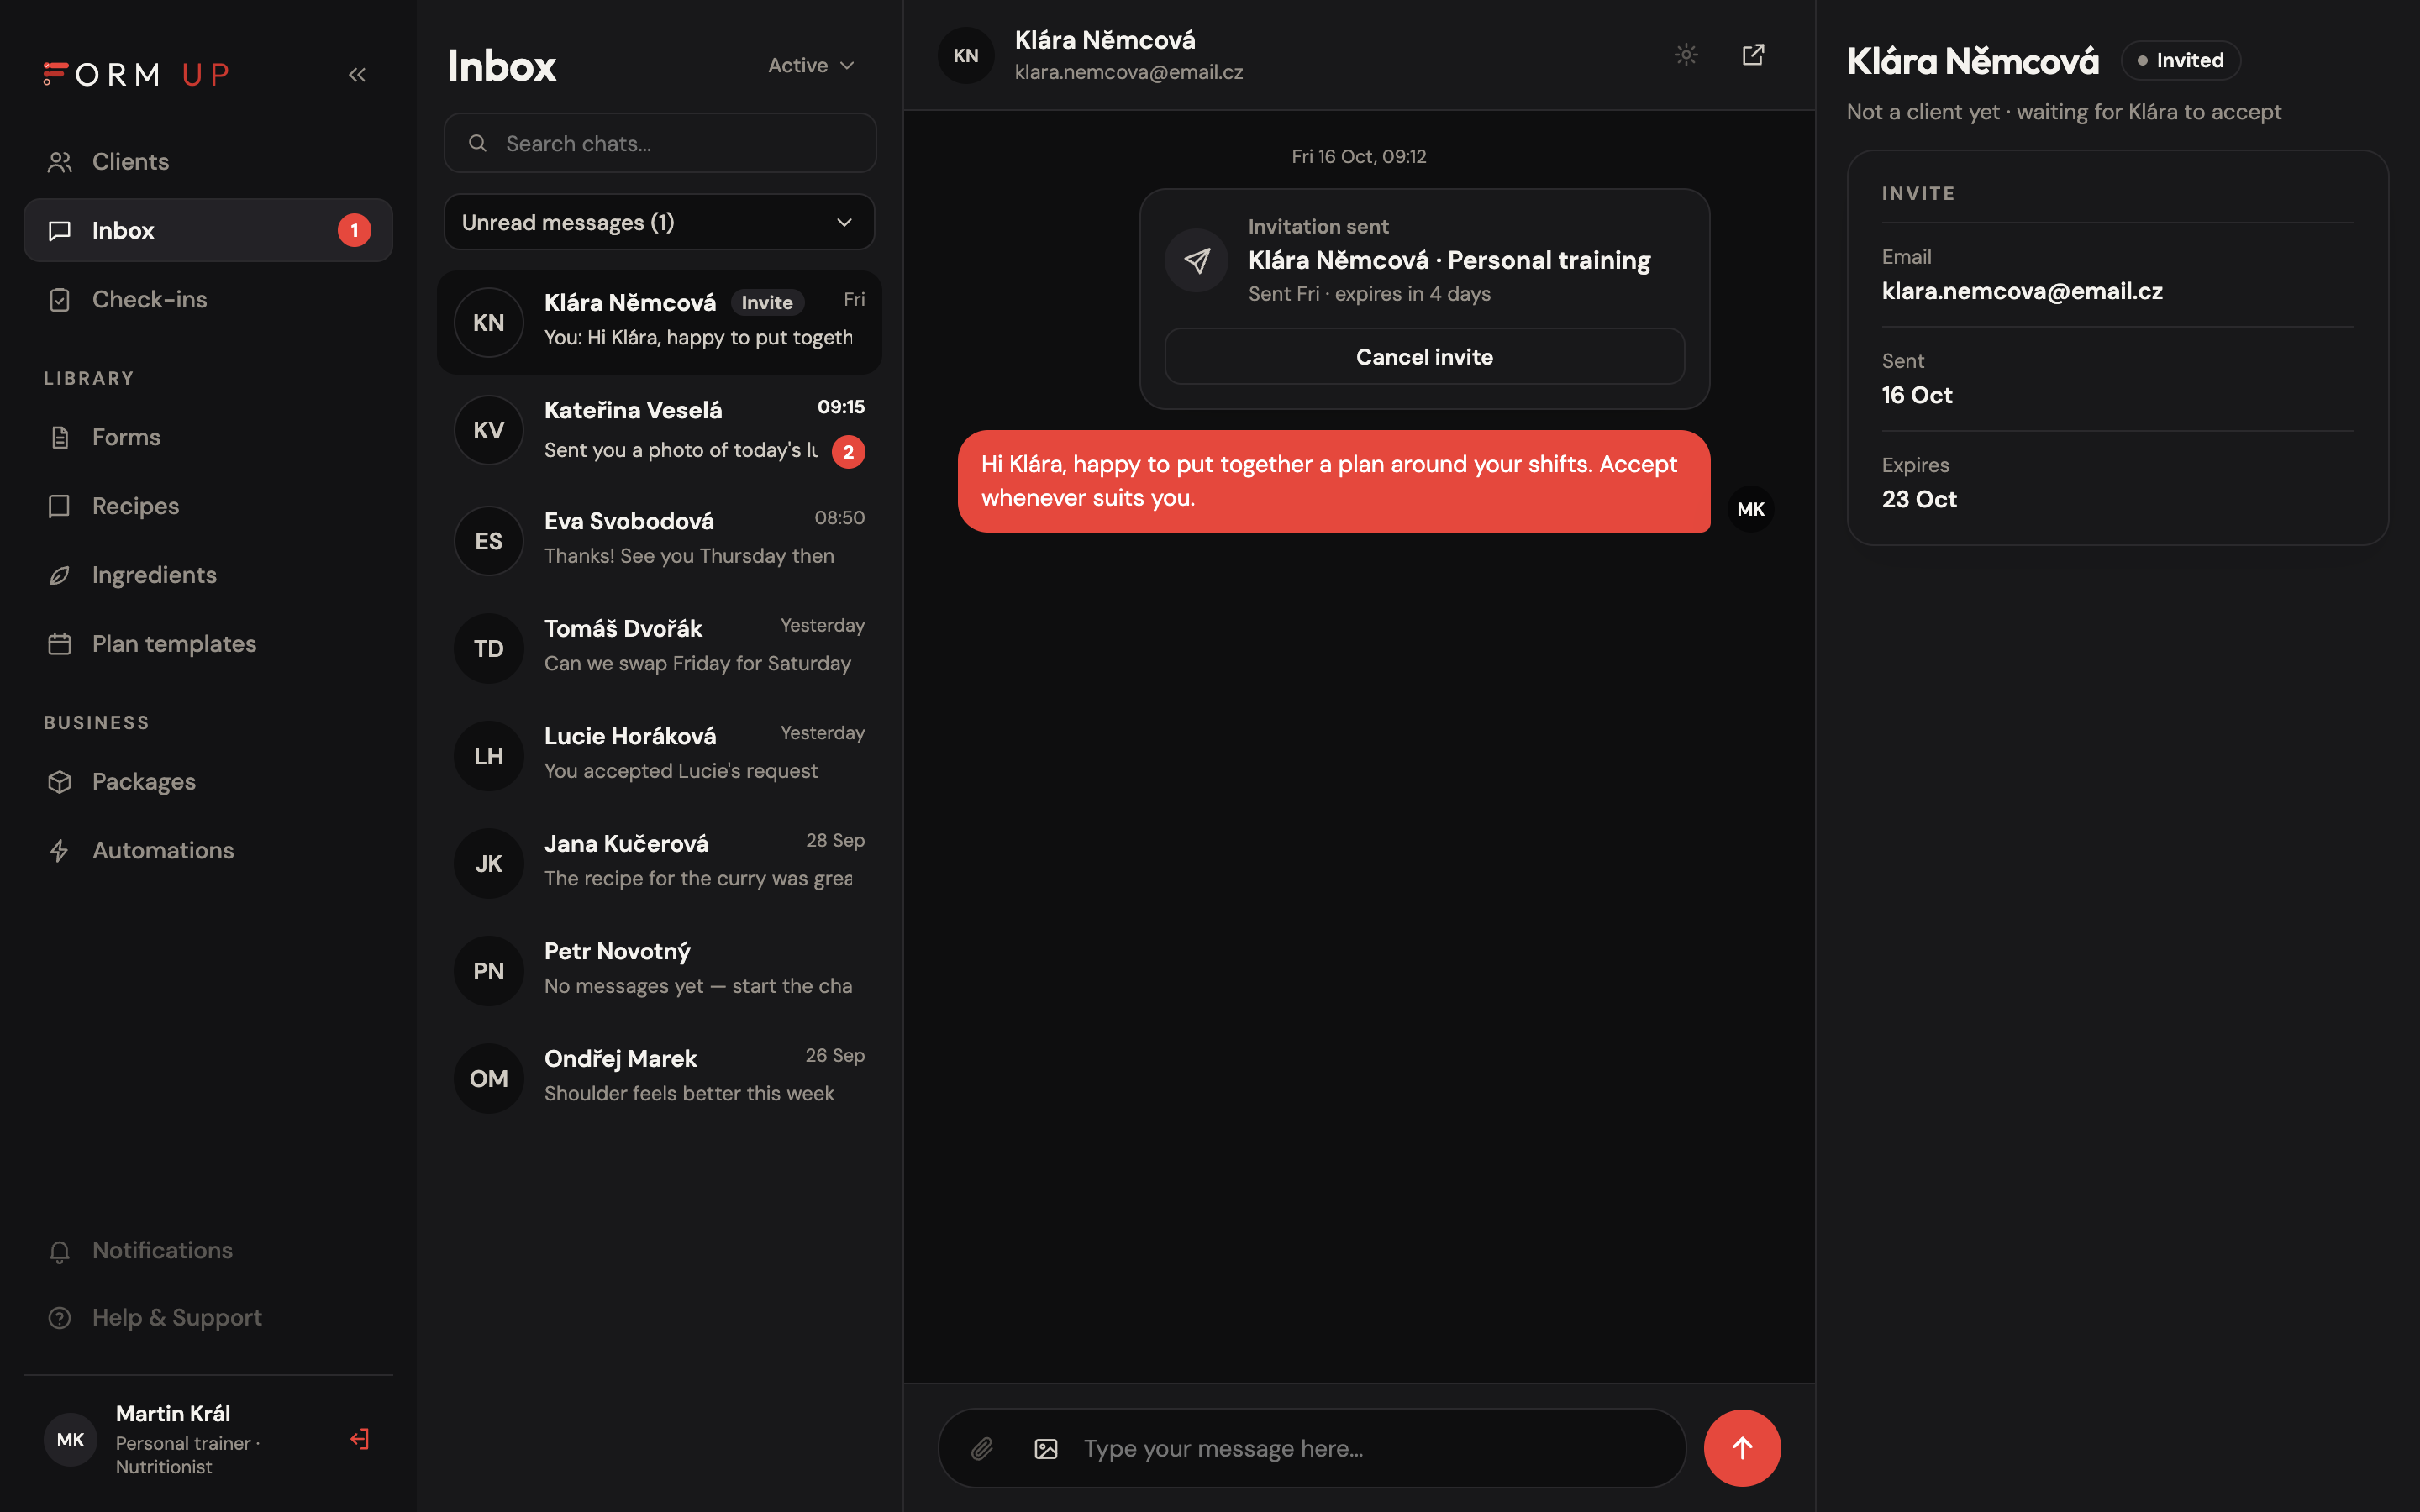 FORM UP
Clients
Inbox
1
Check-ins
LIBRARY
Forms
Recipes
Ingredients
Plan templates
BUSINESS
Packages
Automations
Notifications
Help & Support
MK
Martin Král
Personal trainer ·
Nutritionist
Inbox
Active
Search chats...
Unread messages (1)
KN
Klára Němcová
Invite
Fri
You: Hi Klára, happy to put togeth
KV
Kateřina Veselá
09:15
Sent you a photo of today's lu
2
ES
Eva Svobodová
08:50
Thanks! See you Thursday then
TD
Tomáš Dvořák
Yesterday
Can we swap Friday for Saturday
LH
Lucie Horáková
Yesterday
You accepted Lucie's request
JK
Jana Kučerová
28 Sep
The recipe for the curry was grea
PN
Petr Novotný
No messages yet — start the cha
OM
Ondřej Marek
26 Sep
Shoulder feels better this week
KN
Klára Němcová
klara.nemcova@email.cz
Fri 16 Oct, 09:12
Invitation sent
Klára Němcová · Personal training
Sent Fri · expires in 4 days
Cancel invite
Hi Klára, happy to put together a plan around your shifts. Accept
whenever suits you.
MK
Type your message here...
Klára Němcová
Invited
Not a client yet · waiting for Klára to accept
INVITE
Email
klara.nemcova@email.cz
Sent
16 Oct
Expires
23 Oct